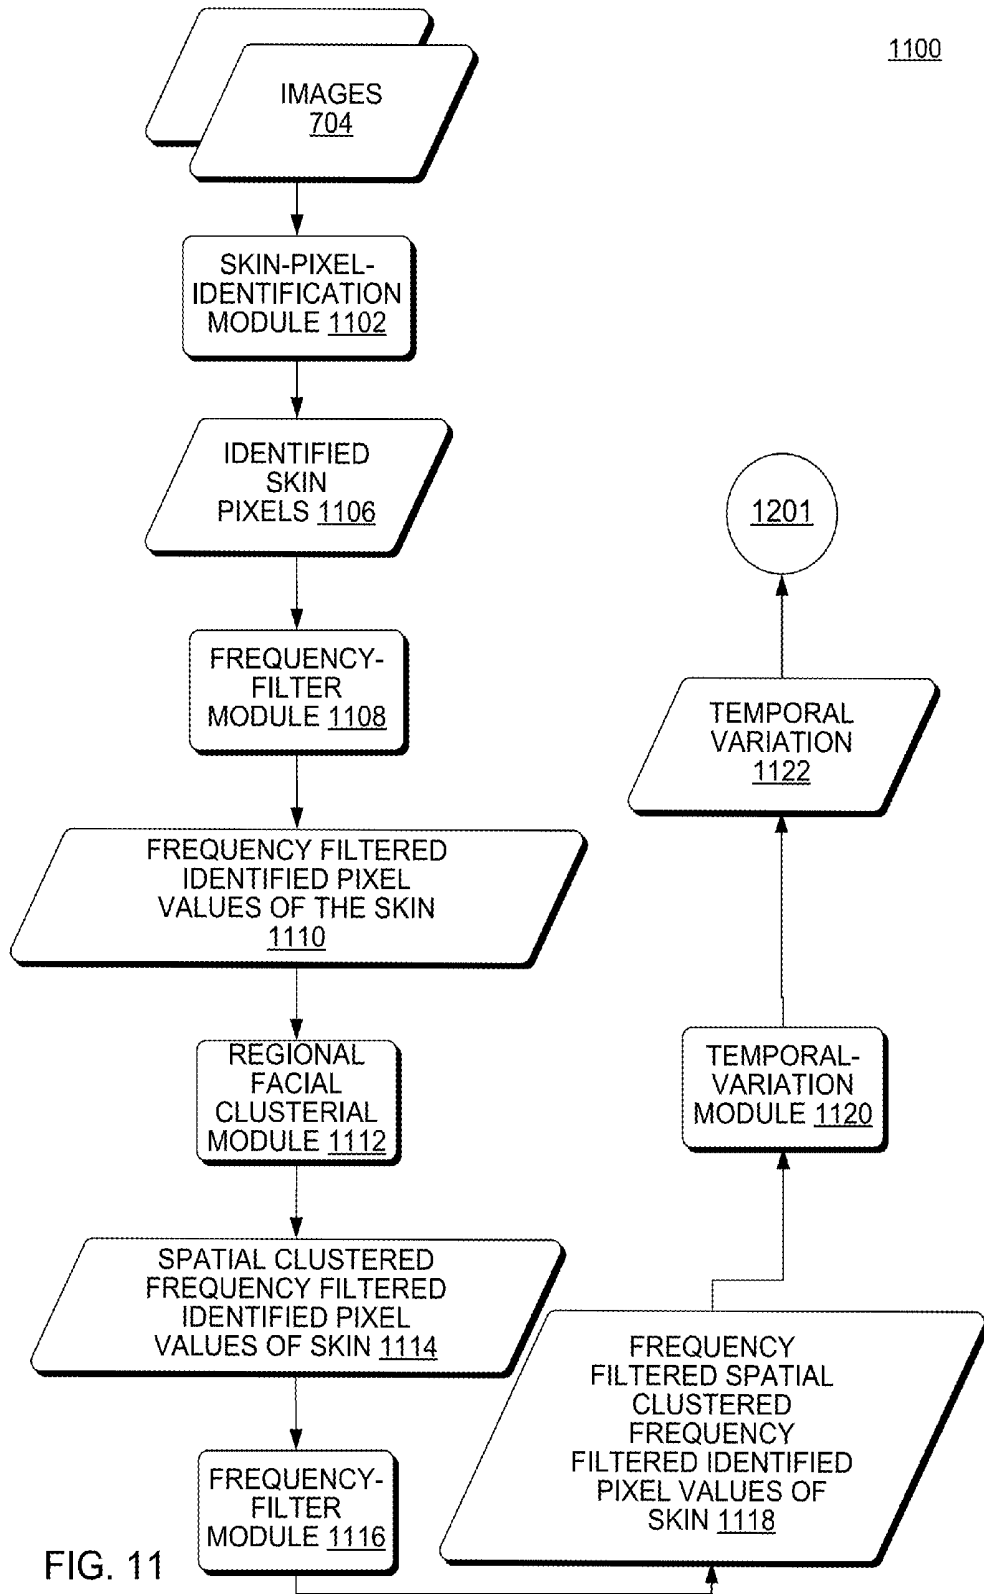 1100
IMAGES
704
SKIN-PIXEL-
IDENTIFICATION
MODULE 1102
IDENTIFIED
SKIN
PIXELS 1106
FREQUENCY-
FILTER
MODULE 1108
FREQUENCY FILTERED
IDENTIFIED PIXEL
VALUES OF THE SKIN
1110
REGIONAL
FACIAL
CLUSTERIAL
MODULE 1112
SPATIAL CLUSTERED
FREQUENCY FILTERED
IDENTIFIED PIXEL
VALUES OF SKIN 1114
FREQUENCY-
FILTER
MODULE 1116
FREQUENCY
FILTERED SPATIAL
CLUSTERED
FREQUENCY
FILTERED IDENTIFIED
PIXEL VALUES OF
SKIN 1118
TEMPORAL-
VARIATION
MODULE 1120
TEMPORAL
VARIATION
1122
1201
FIG. 11